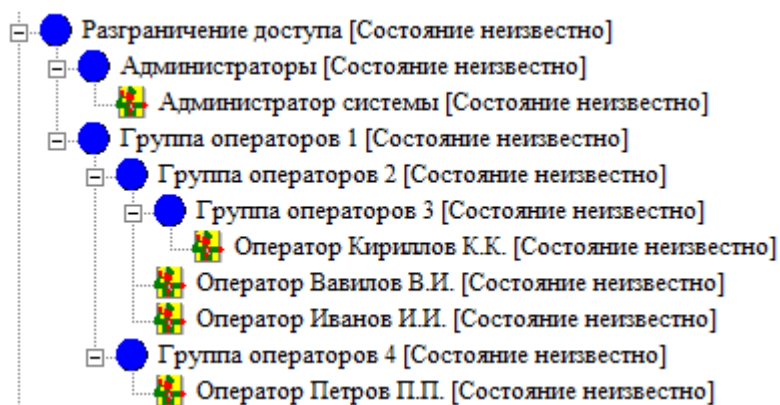 Разграничение доступа [Состояние неизвестно]
Администраторы [Состояние неизвестно]
Администратор системы [Состояние неизвестно]
Группа операторов 1 [Состояние неизвестно]
Группа операторов 2 [Состояние неизвестно]
Группа операторов 3 [Состояние неизвестно]
Оператор Кириллов К.К. [Состояние неизвестно]
Оператор Вавилов В.И. [Состояние неизвестно]
Оператор Иванов И.И. [Состояние неизвестно]
Группа операторов 4 [Состояние неизвестно]
Оператор Петров П.П. [Состояние неизвестно]